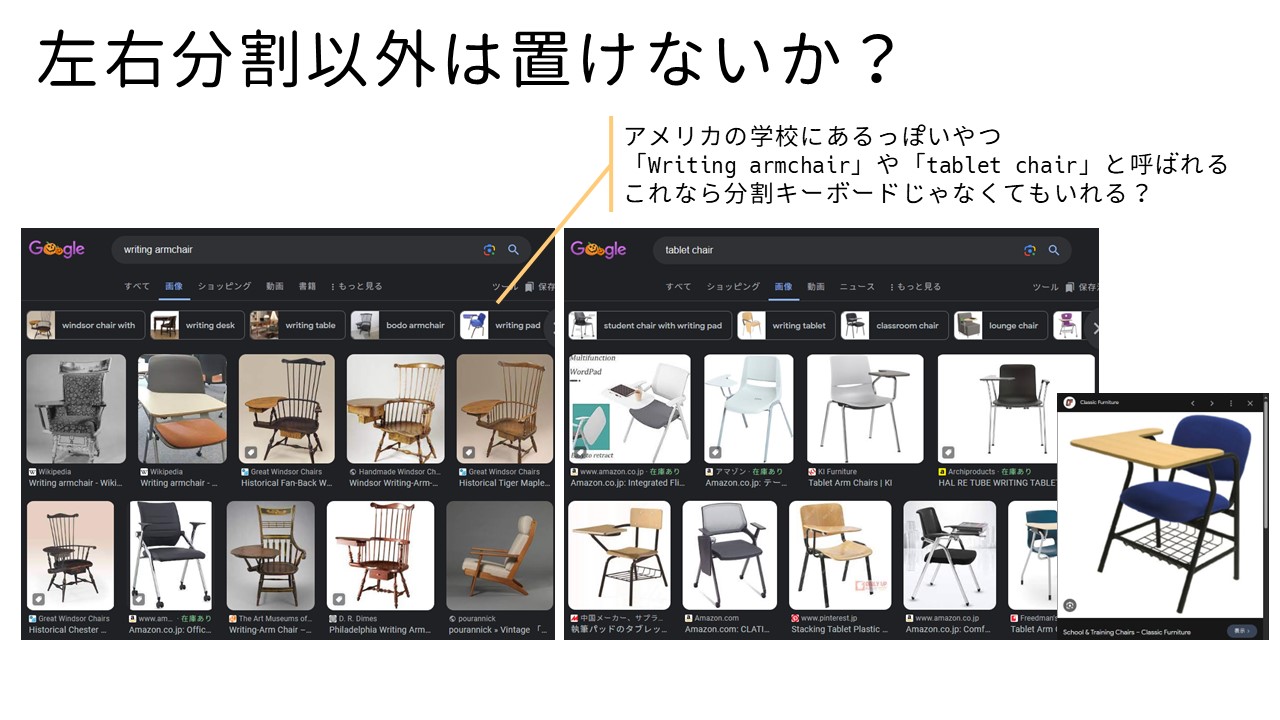 左右分割以外は置けないか？
アメリカの学校にあるっぽいやつ
「Writing armchair」や「tablet chair」と呼ばれる
これなら分割キーボードじゃなくてもいれる？
Google
writing armchair
すべて 画像 ショッピング 動画 書籍 もっと見る ツール 保存
windsor chair with writing desk writing table bodo armchair writing pad
Wikipedia
Writing armchair - Wiki...
Wikipedia
Writing armchair - ...
Great Windsor Chairs
Historical Fan-Back W...
Handmade Windsor Ch...
Windsor Writing-Arm-...
Great Windsor Chairs
Historical Tiger Maple...
Great Windsor Chairs
Historical Chester ...
www.am... · 在庫あり
Amazon.co.jp: Offic...
The Art Museums of...
Writing-Arm Chair –...
D. R. Dimes
Philadelphia Writing Arm...
pourannick
pourannick » Vintage 「...
Google
tablet chair
すべて ショッピング 画像 動画 ニュース もっと見る ツール 保存
student chair with writing pad writing tablet classroom chair lounge chair
Multifunction
WordPad
Easy to retract
www.amazon.co.jp · 在庫あり
Amazon.co.jp: Integrated Fli...
アマゾン · 在庫あり
Amazon.co.jp: テー...
KI Furniture
Tablet Arm Chairs | KI
Archiproducts · 在庫あり
HAL RE TUBE WRITING TABLE
中国メーカー、サプラ...
執筆パッドのタブレッ...
Amazon.com
Amazon.com: CLATI...
www.pinterest.jp
Stacking Tablet Plastic ...
www.amazon.co.jp
Amazon.co.jp: Comf...
Freedman's
Tablet Arm
Classic Furniture
School & Training Chairs – Classic Furniture
表示